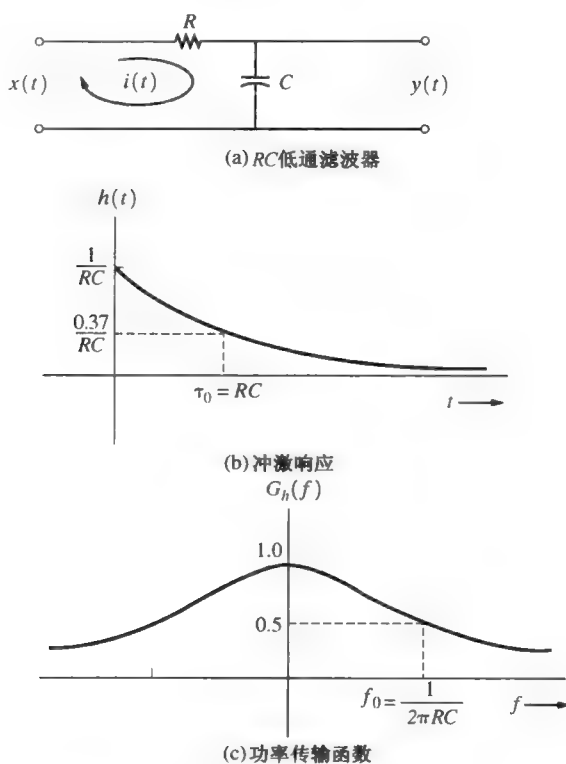 R
x(t) i(t) C y(t)
(a) RC低通滤波器
h(t)
1/RC
0.37/RC
τ₀ = RC
t
(b) 冲激响应
G_h(f)
1.0
0.5
f₀ = 1/2πRC
f
(c) 功率传输函数